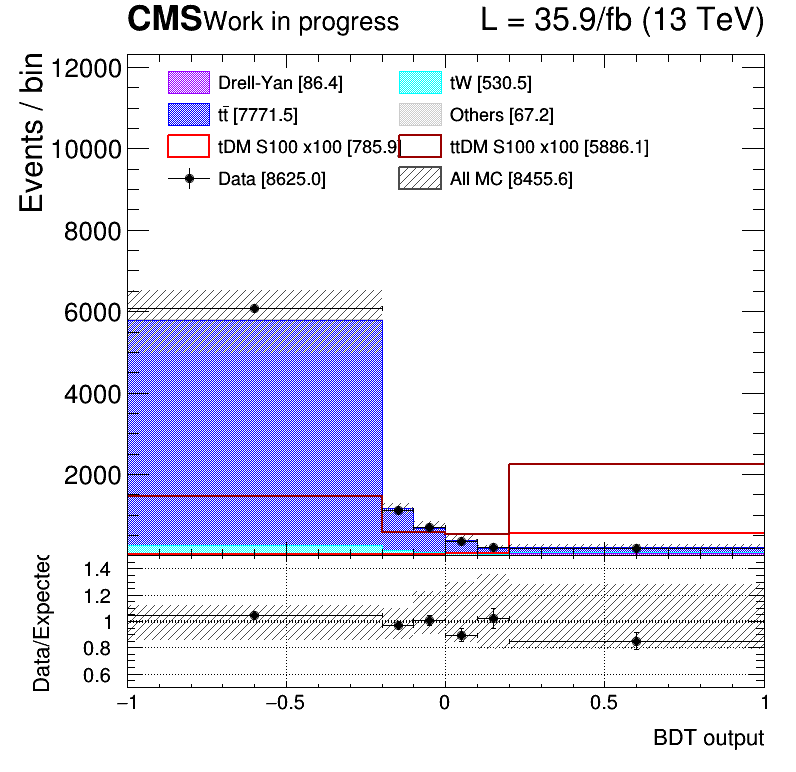 CMS Work in progress L = 35.9/fb (13 TeV)
Events / bin
12000
10000
8000
6000
4000
2000
Drell-Yan [86.4] tW [530.5]
tt̄ [7771.5] Others [67.2]
tDM S100 x100 [785.9] ttDM S100 x100 [5886.1]
Data [8625.0] All MC [8455.6]
Data/Expected
1.4
1.2
1
0.8
0.6
−1 −0.5 0 0.5 1
BDT output